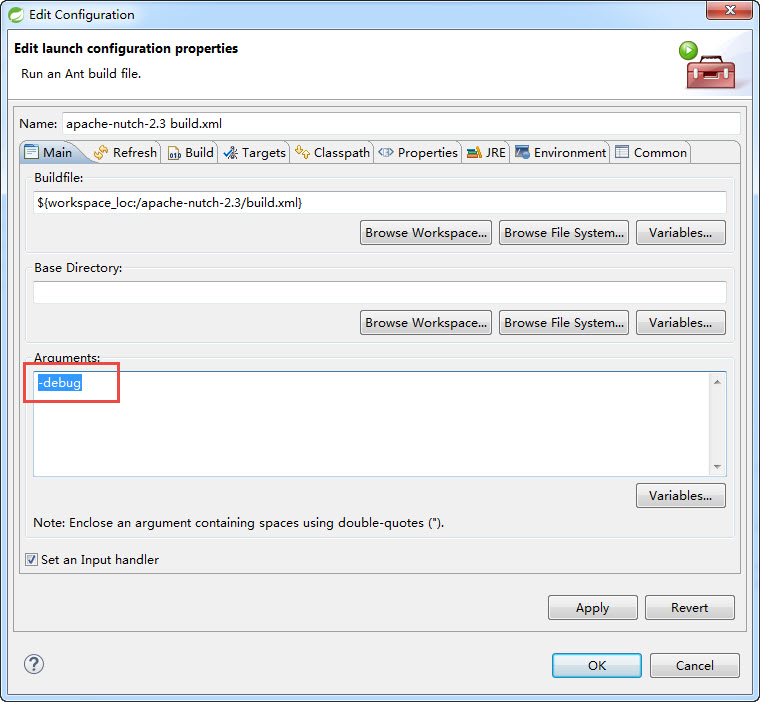 Edit Configuration
Edit launch configuration properties
Run an Ant build file.
Name: apache-nutch-2.3 build.xml
Main Refresh Build Targets Classpath Properties JRE Environment Common
Buildfile:
${workspace_loc:/apache-nutch-2.3/build.xml}
Browse Workspace... Browse File System... Variables...
Base Directory:
Browse Workspace... Browse File System... Variables...
Arguments:
-debug
Variables...
Note: Enclose an argument containing spaces using double-quotes (").
Set an Input handler
Apply Revert
OK Cancel